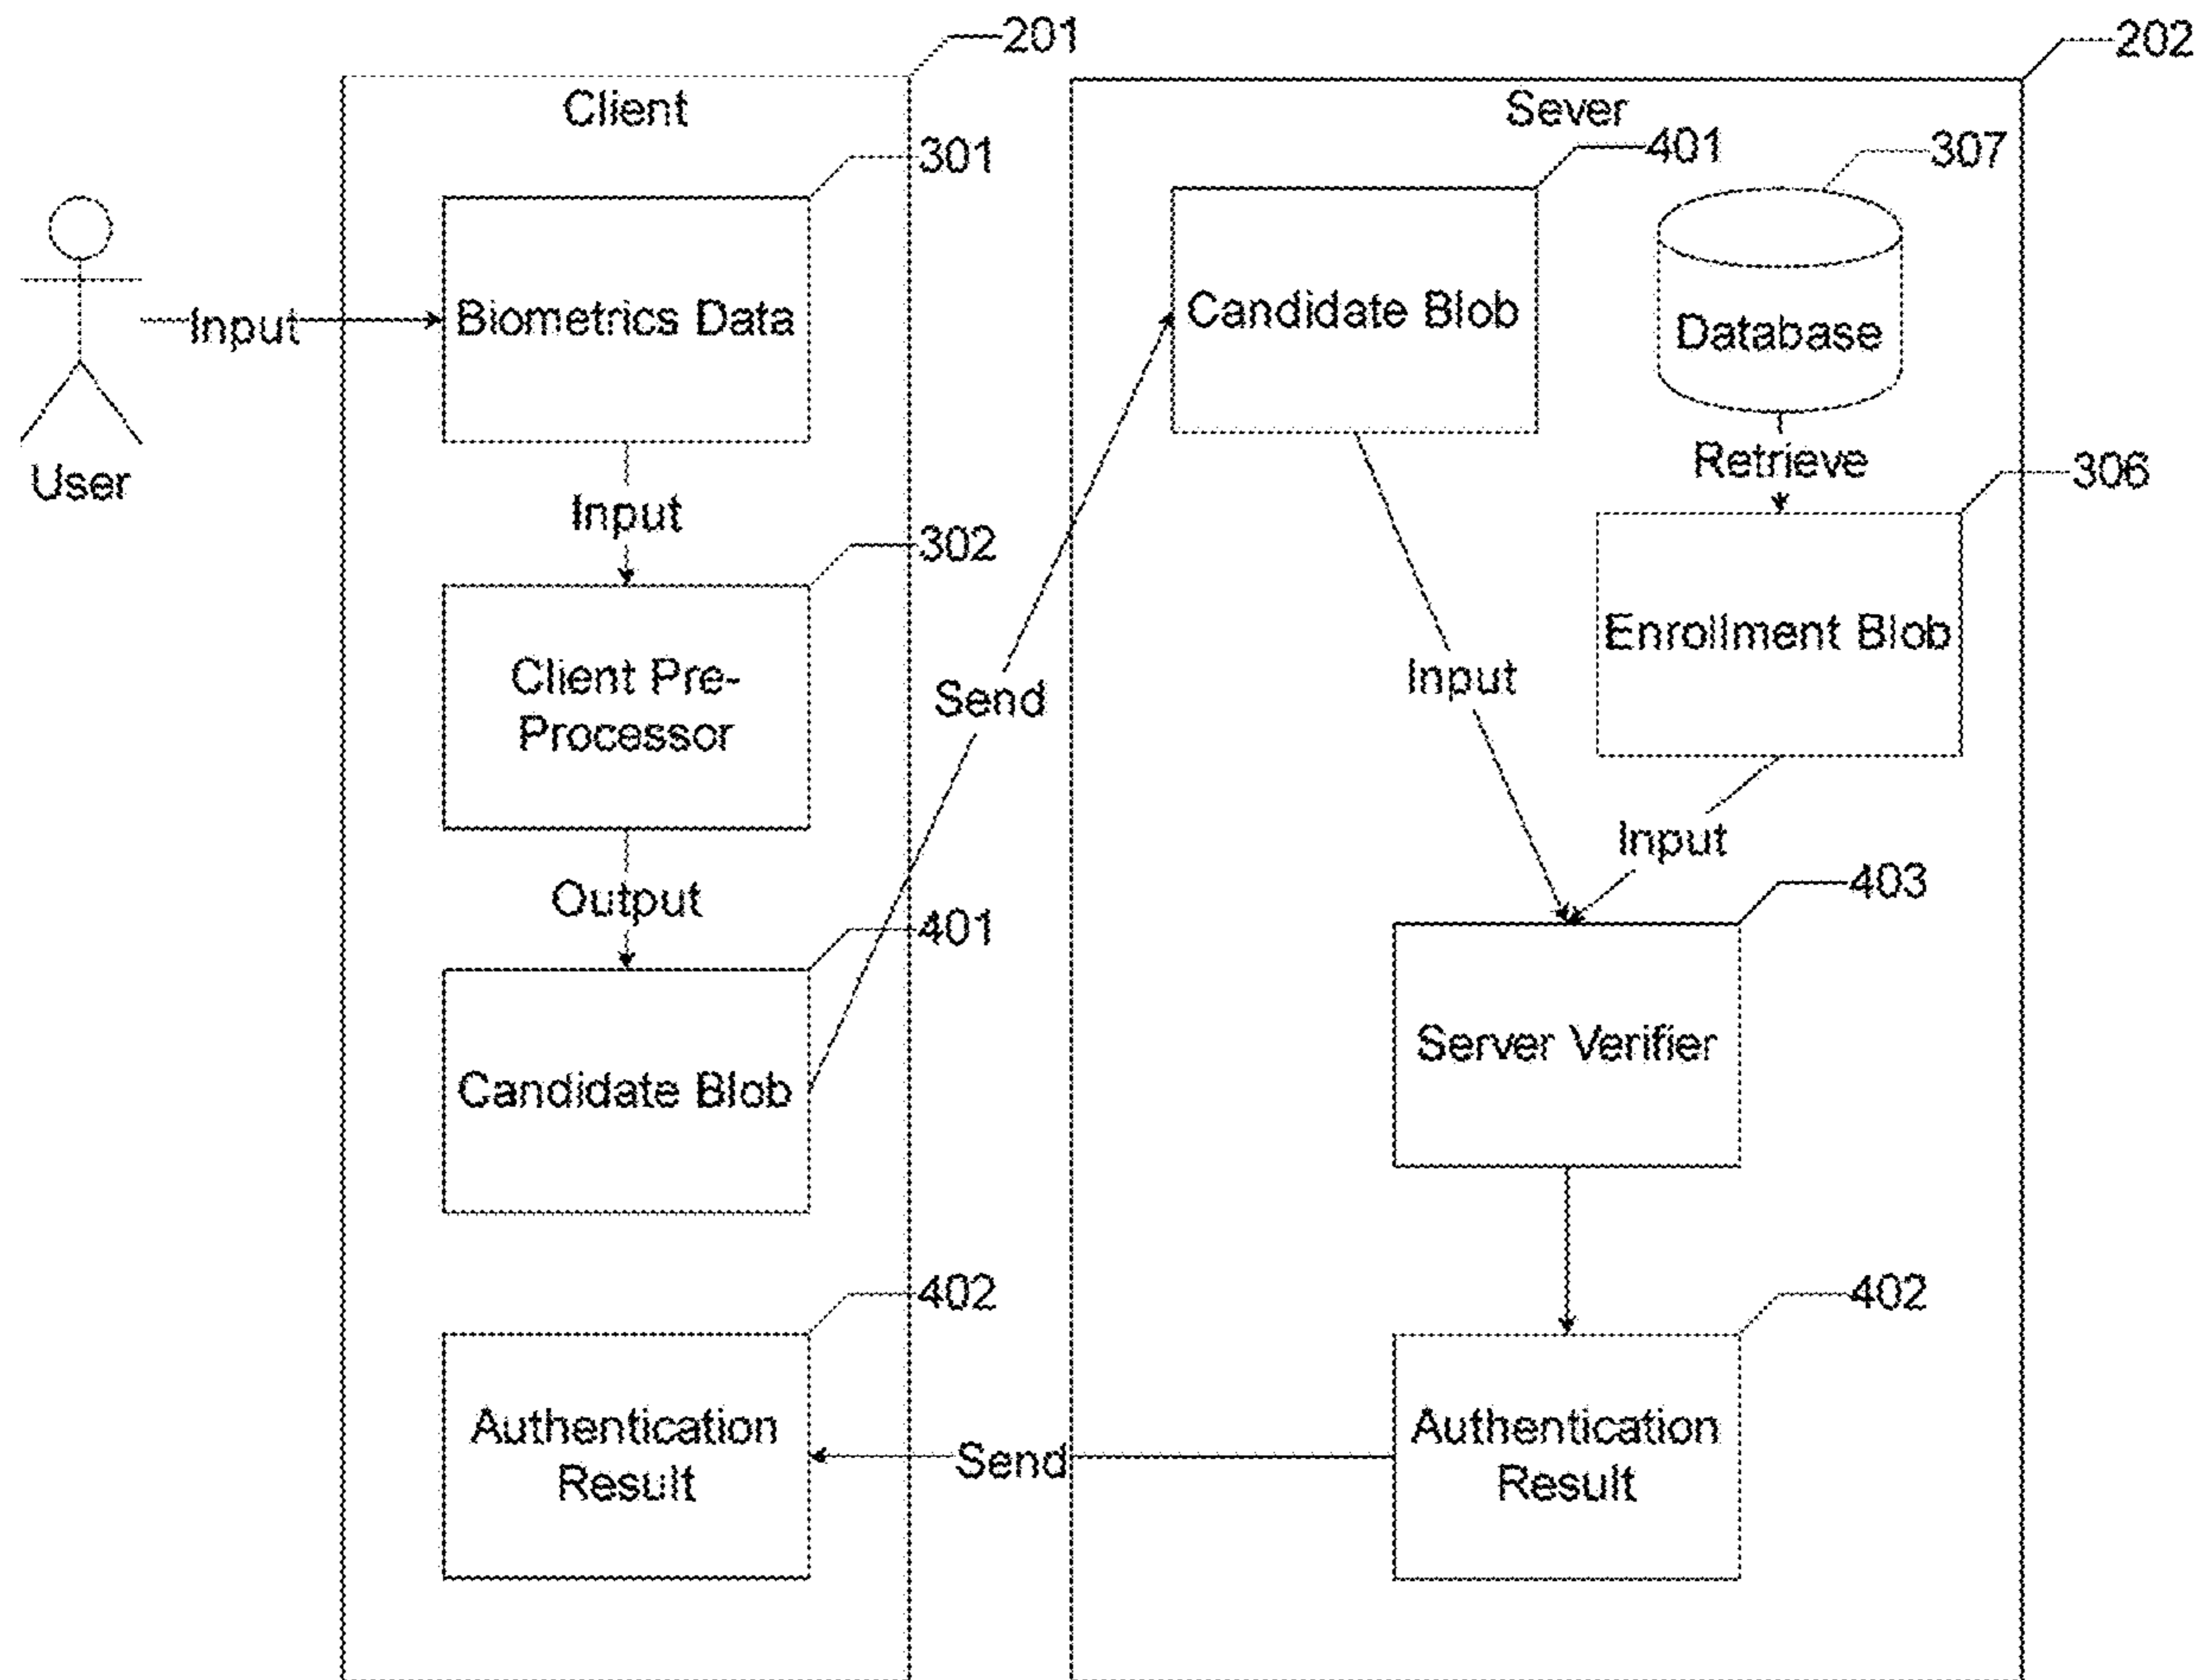 201
202
Client
Sever
301
401
307
Input
Biometrics Data
Candidate Blob
Database
User
Input
Retrieve
306
302
Client Pre-
Processor
Send
Input
Enrollment Blob
Output
Input
401
403
Candidate Blob
Server Verifier
402
402
Authentication
Result
Send
Authentication
Result